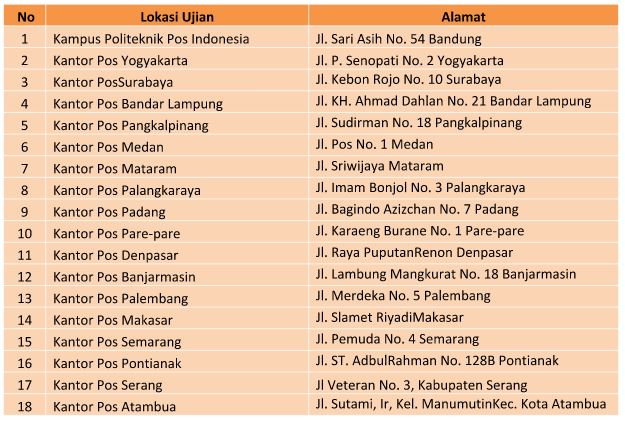 No Lokasi Ujian Alamat
1 Kampus Politeknik Pos Indonesia Jl. Sari Asih No. 54 Bandung
2 Kantor Pos Yogyakarta Jl. P. Senopati No. 2 Yogyakarta
3 Kantor PosSurabaya Jl. Kebon Rojo No. 10 Surabaya
4 Kantor Pos Bandar Lampung Jl. KH. Ahmad Dahlan No. 21 Bandar Lampung
5 Kantor Pos Pangkalpinang Jl. Sudirman No. 18 Pangkalpinang
6 Kantor Pos Medan Jl. Pos No. 1 Medan
7 Kantor Pos Mataram Jl. Sriwijaya Mataram
8 Kantor Pos Palangkaraya Jl. Imam Bonjol No. 3 Palangkaraya
9 Kantor Pos Padang Jl. Bagindo Azizchan No. 7 Padang
10 Kantor Pos Pare-pare Jl. Karaeng Burane No. 1 Pare-pare
11 Kantor Pos Denpasar Jl. Raya PuputanRenon Denpasar
12 Kantor Pos Banjarmasin Jl. Lambung Mangkurat No. 18 Banjarmasin
13 Kantor Pos Palembang Jl. Merdeka No. 5 Palembang
14 Kantor Pos Makasar Jl. Slamet RiyadiMakasar
15 Kantor Pos Semarang Jl. Pemuda No. 4 Semarang
16 Kantor Pos Pontianak Jl. ST. AdbulRahman No. 128B Pontianak
17 Kantor Pos Serang Jl Veteran No. 3, Kabupaten Serang
18 Kantor Pos Atambua Jl. Sutami, Ir, Kel. ManumutinKec. Kota Atambua